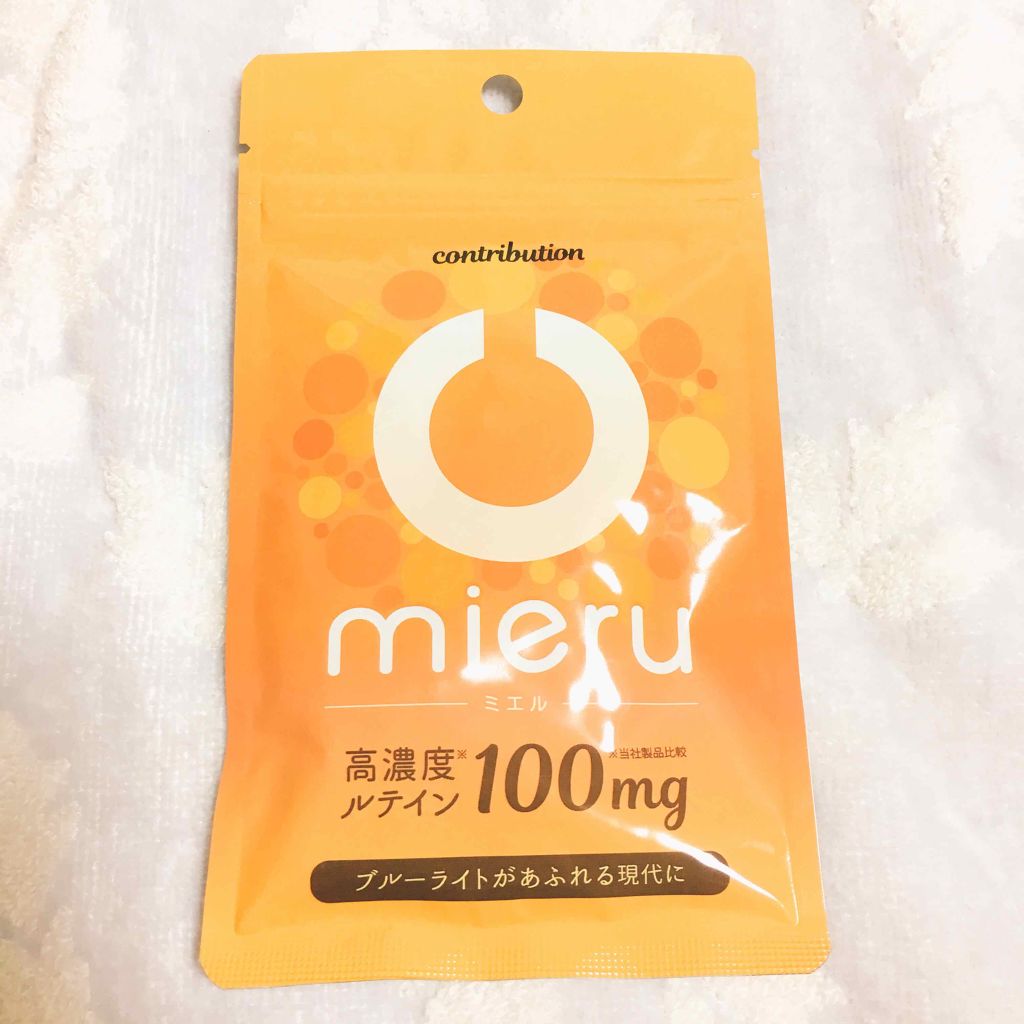 contribution
mieru
ミエル
高濃度※
ルテイン
100mg
※当社製品比較
ブルーライトがあふれる現代に